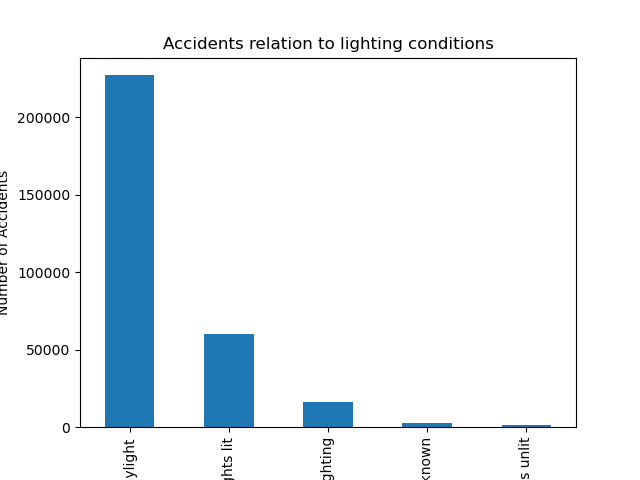 Accidents relation to lighting conditions
Number of Accidents
200000
150000
100000
50000
0
ylight
ghts lit
ghting
known
s unlit